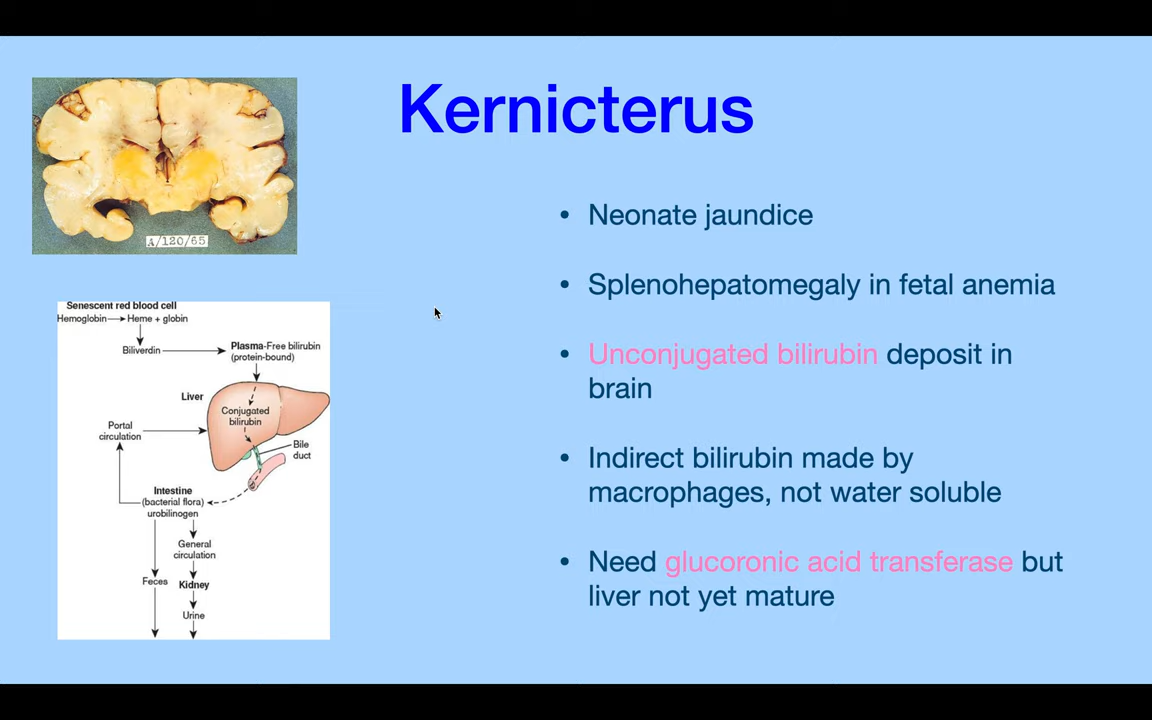 Kernicterus
A/120/65
• Neonate jaundice
• Splenohepatomegaly in fetal anemia
• Unconjugated bilirubin deposit in
brain
• Indirect bilirubin made by
macrophages, not water soluble
• Need glucoronic acid transferase but
liver not yet mature
Senescent red blood cell
Hemoglobin → Heme + globin
Biliverdin
Plasma-Free bilirubin
(protein-bound)
Liver
Conjugated
bilirubin
Portal
circulation
Bile
duct
Intestine
(bacterial flora)
urobilinogen
General
circulation
Feces
Kidney
Urine